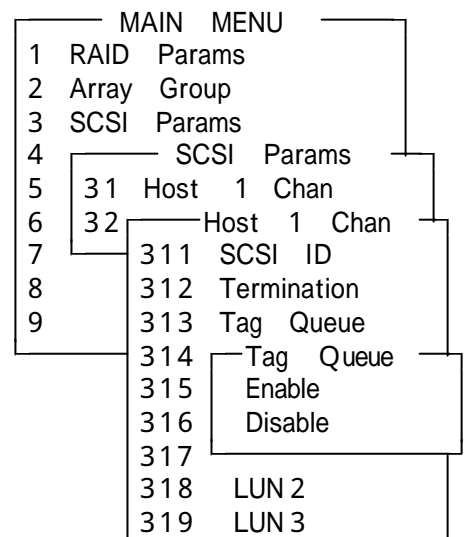 MAIN MENU
1 RAID Params
2 Array Group
3 SCSI Params
4 SCSI Params
5 31 Host 1 Chan
6 32 Host 1 Chan
7 311 SCSI ID
8 312 Termination
9 313 Tag Queue
314 Tag Queue
315 Enable
316 Disable
317
318 LUN 2
319 LUN 3